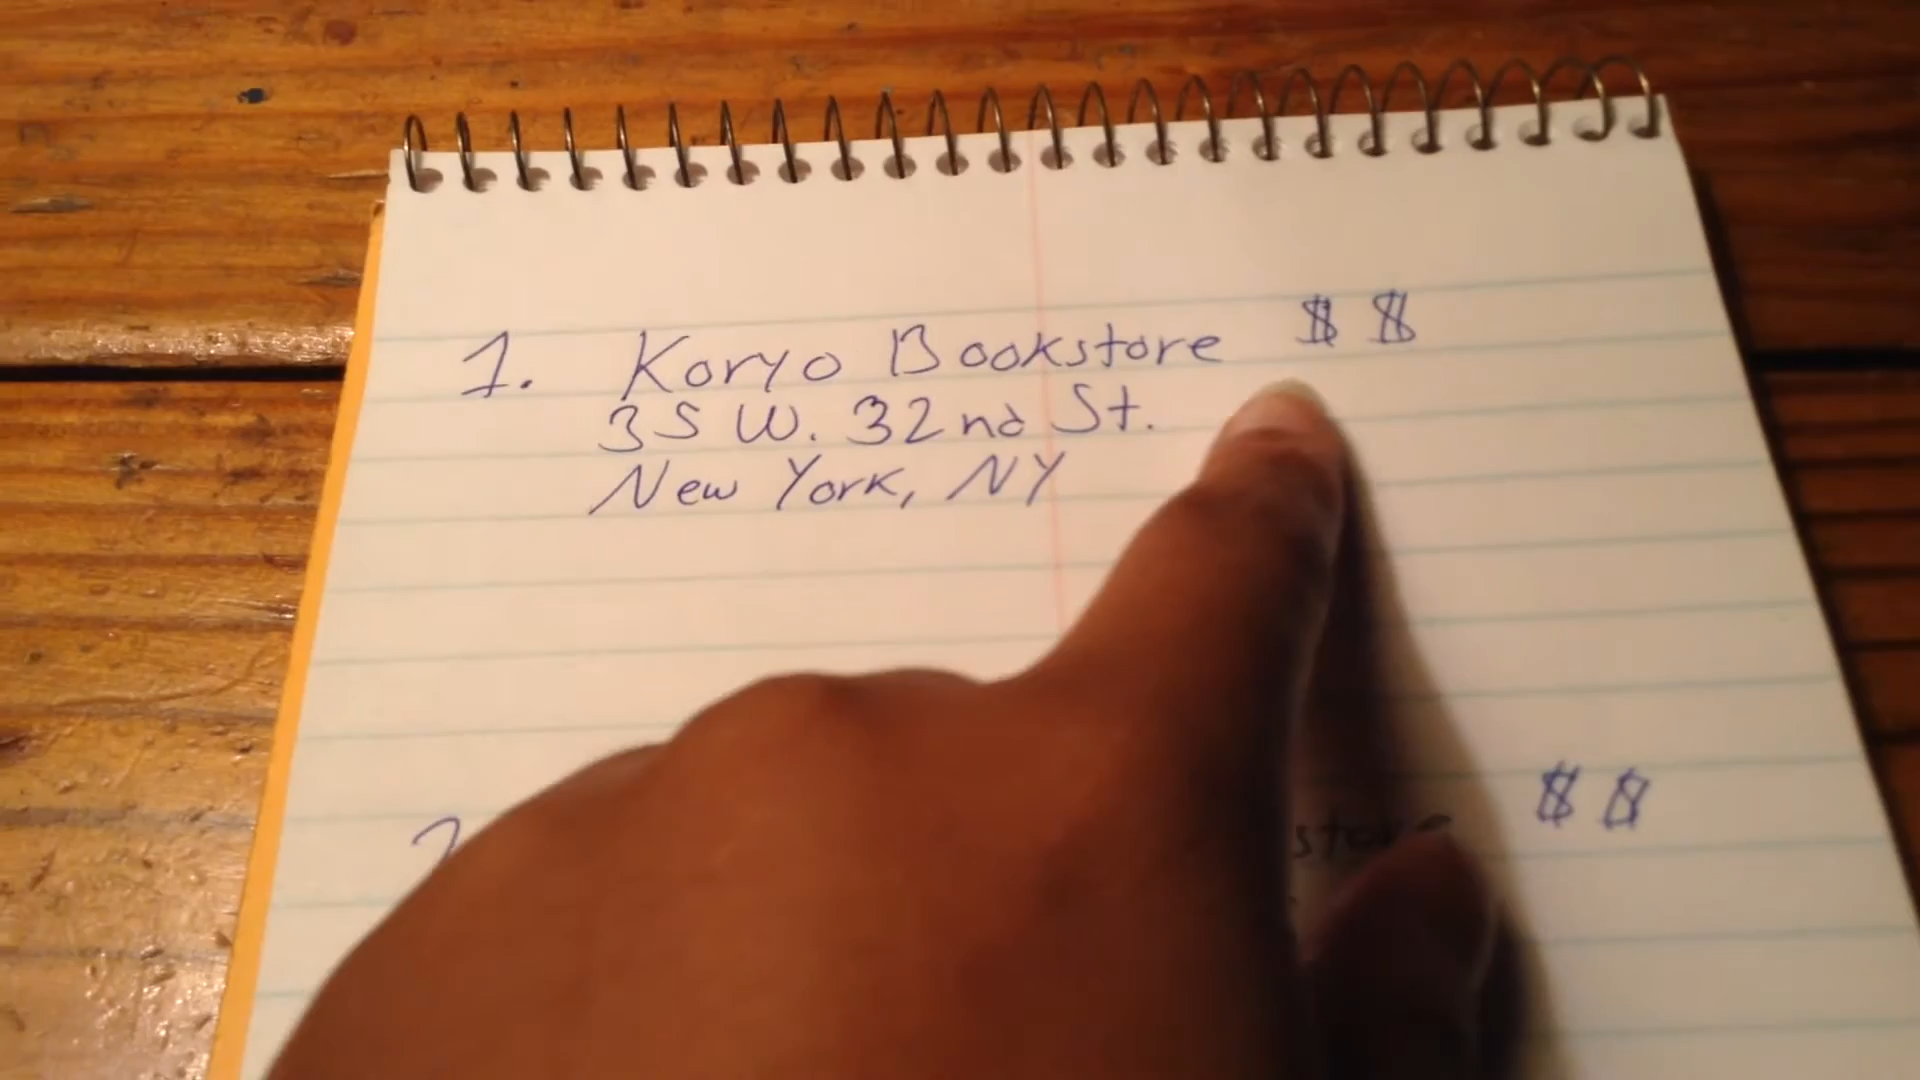 1. Koryo Bookstore $ $
35 W. 32nd St.
New York, NY
$ $